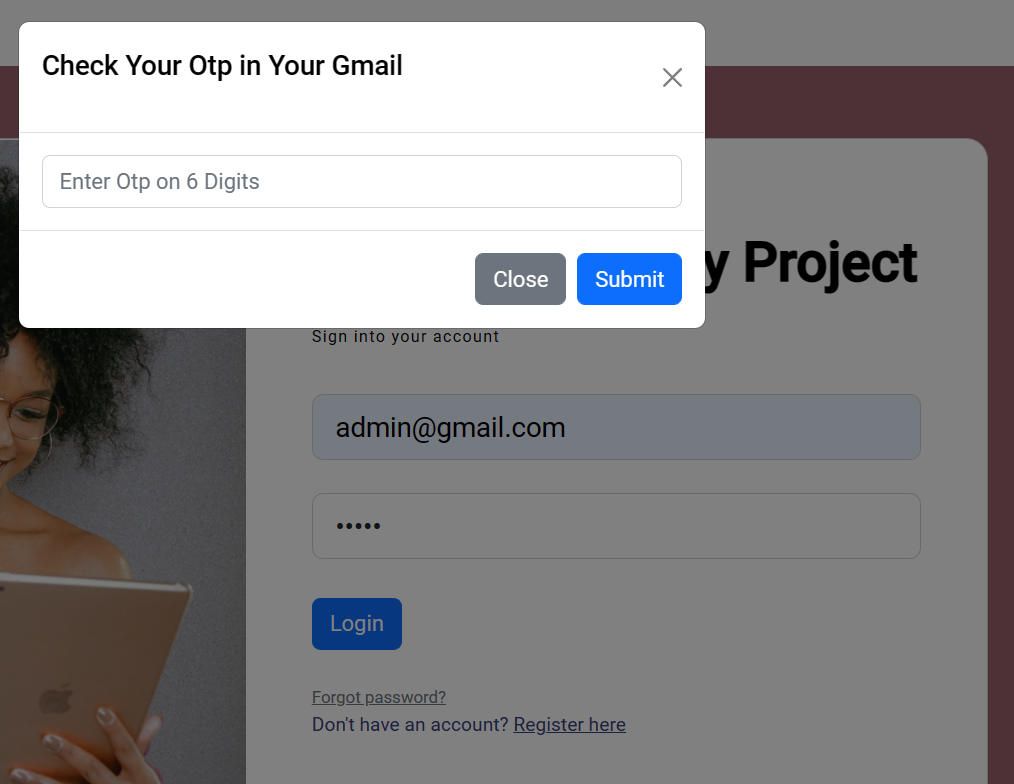 Check Your Otp in Your Gmail
Enter Otp on 6 Digits
Close Submit
y Project
Sign into your account
admin@gmail.com
•••••
Login
Forgot password?
Don't have an account? Register here